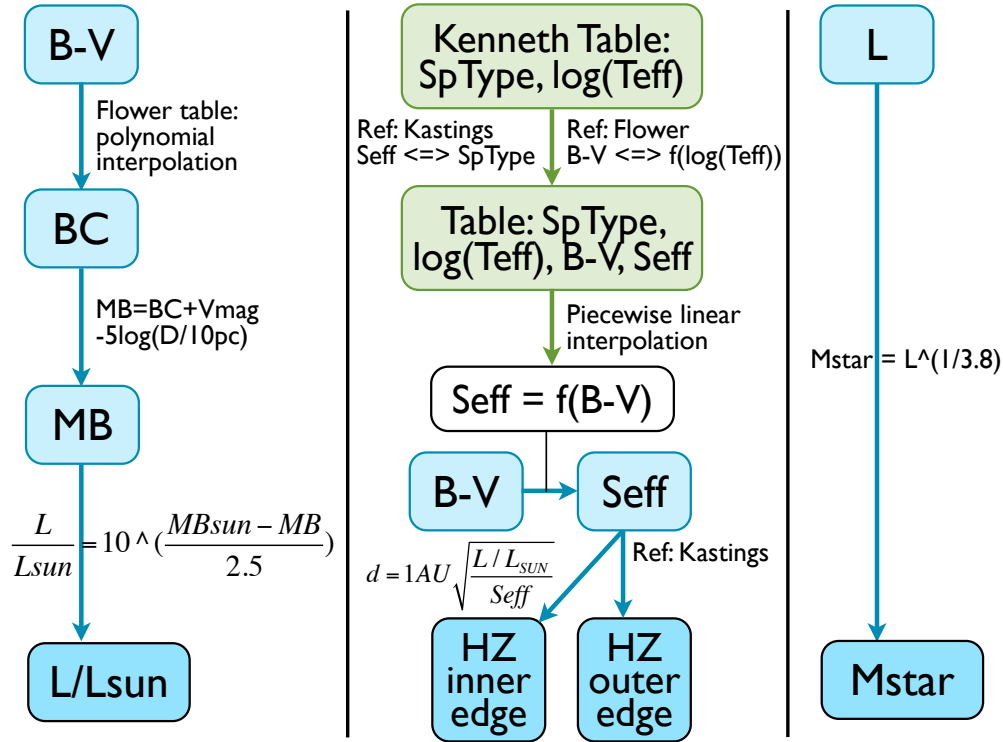 B-V
Flower table:
polynomial
interpolation
BC
MB=BC+Vmag
-5log(D/10pc)
MB
L/Lsun = 10 ^ ((MBsun − MB)/2.5)
L/Lsun
Kenneth Table:
SpType, log(Teff)
Ref: Kastings
Seff <=> SpType
Ref: Flower
B-V <=> f(log(Teff))
Table: SpType,
log(Teff), B-V, Seff
Piecewise linear
interpolation
Seff = f(B-V)
B-V
Seff
d = 1AU√((L / L_SUN)/Seff)
Ref: Kastings
HZ
inner
edge
HZ
outer
edge
L
Mstar = L^(1/3.8)
Mstar